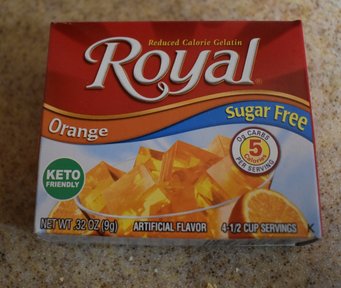 Reduced Calorie Gelatin
Royal®
Orange
Sugar Free
0g CARBS
5
Calories
PER SERVING
KETO
FRIENDLY
NET WT .32 OZ (9g)
ARTIFICIAL FLAVOR
4-1/2 CUP SERVINGS
K